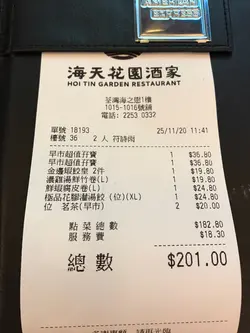 海天花園酒家
HOI TIN GARDEN RESTAURANT
荃灣海之戀1樓
1015-1016號舖
電話: 2253 0332
單號 18193 25/11/20 11:41
樓號 36 2人
早市超值孖寶 1 $36.80
早市超值孖寶 1 $36.80
金邊蝦餃皇 2件 1 $19.80
湯鮮竹卷(L) 1 $19.80
鮮蝦腐皮卷(L) 1 $24.80
極品花膠灌湯餃 (位)(XL) 1 $24.80
位 茗茶(早市) 2 $20.00
點菜總數 $182.80
服務費 $18.30
總數 $201.00